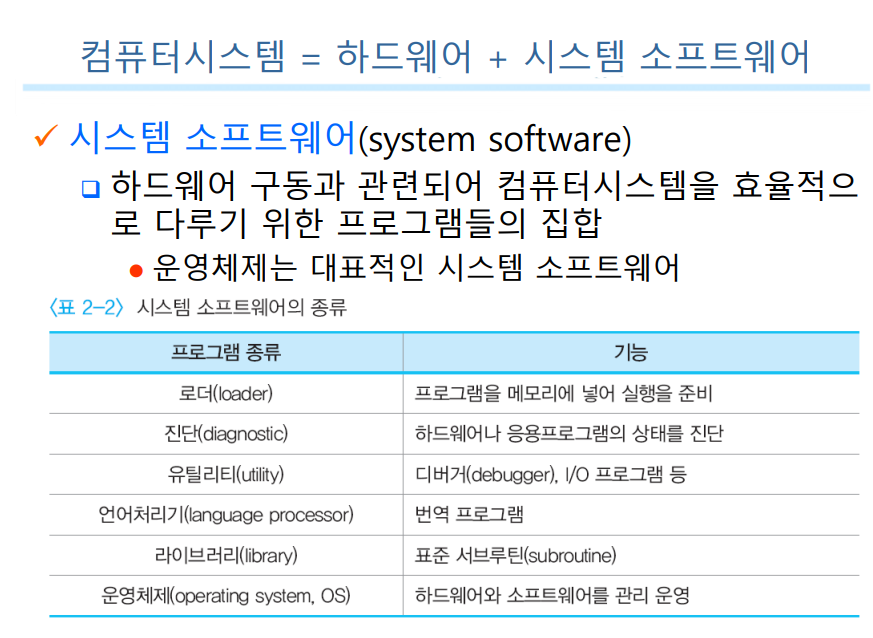 컴퓨터시스템 = 하드웨어 + 시스템 소프트웨어
시스템 소프트웨어(system software)
하드웨어 구동과 관련되어 컴퓨터시스템을 효율적으
로 다루기 위한 프로그램들의 집합
운영체제는 대표적인 시스템 소프트웨어
〈표 2-2〉 시스템 소프트웨어의 종류
프로그램 종류 기능
로더(loader) 프로그램을 메모리에 넣어 실행을 준비
진단(diagnostic) 하드웨어나 응용프로그램의 상태를 진단
유틸리티(utility) 디버거(debugger), I/O 프로그램 등
언어처리기(language processor) 번역 프로그램
라이브러리(library) 표준 서브루틴(subroutine)
운영체제(operating system, OS) 하드웨어와 소프트웨어를 관리 운영